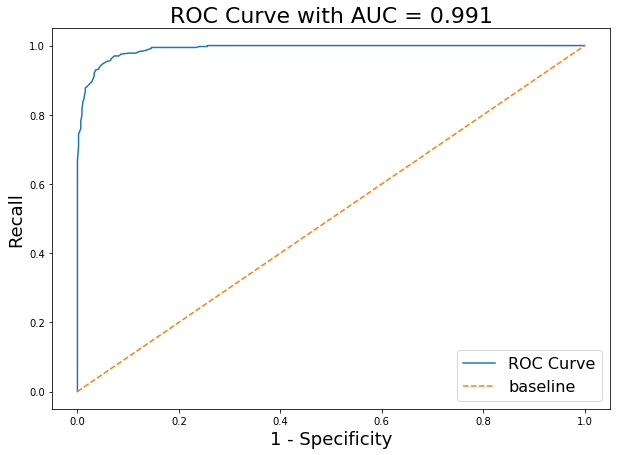 ROC Curve with AUC = 0.991
Recall
1.0
0.8
0.6
0.4
0.2
0.0
0.0 0.2 0.4 0.6 0.8 1.0
1 - Specificity
ROC Curve
baseline